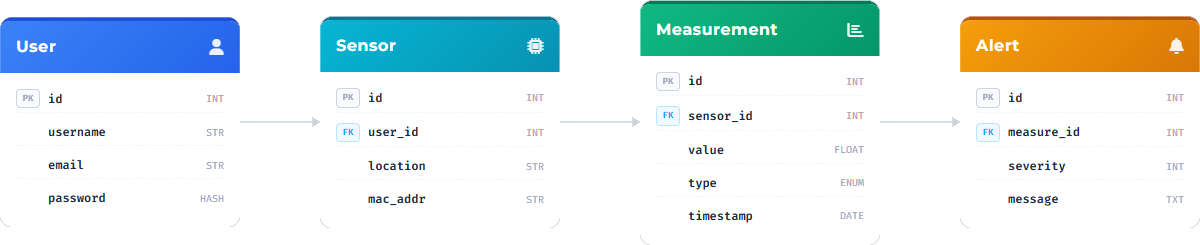 User
PK id INT
username STR
email STR
password HASH
Sensor
PK id INT
FK user_id INT
location STR
mac_addr STR
Measurement
PK id INT
FK sensor_id INT
value FLOAT
type ENUM
timestamp DATE
Alert
PK id INT
FK measure_id INT
severity INT
message TXT